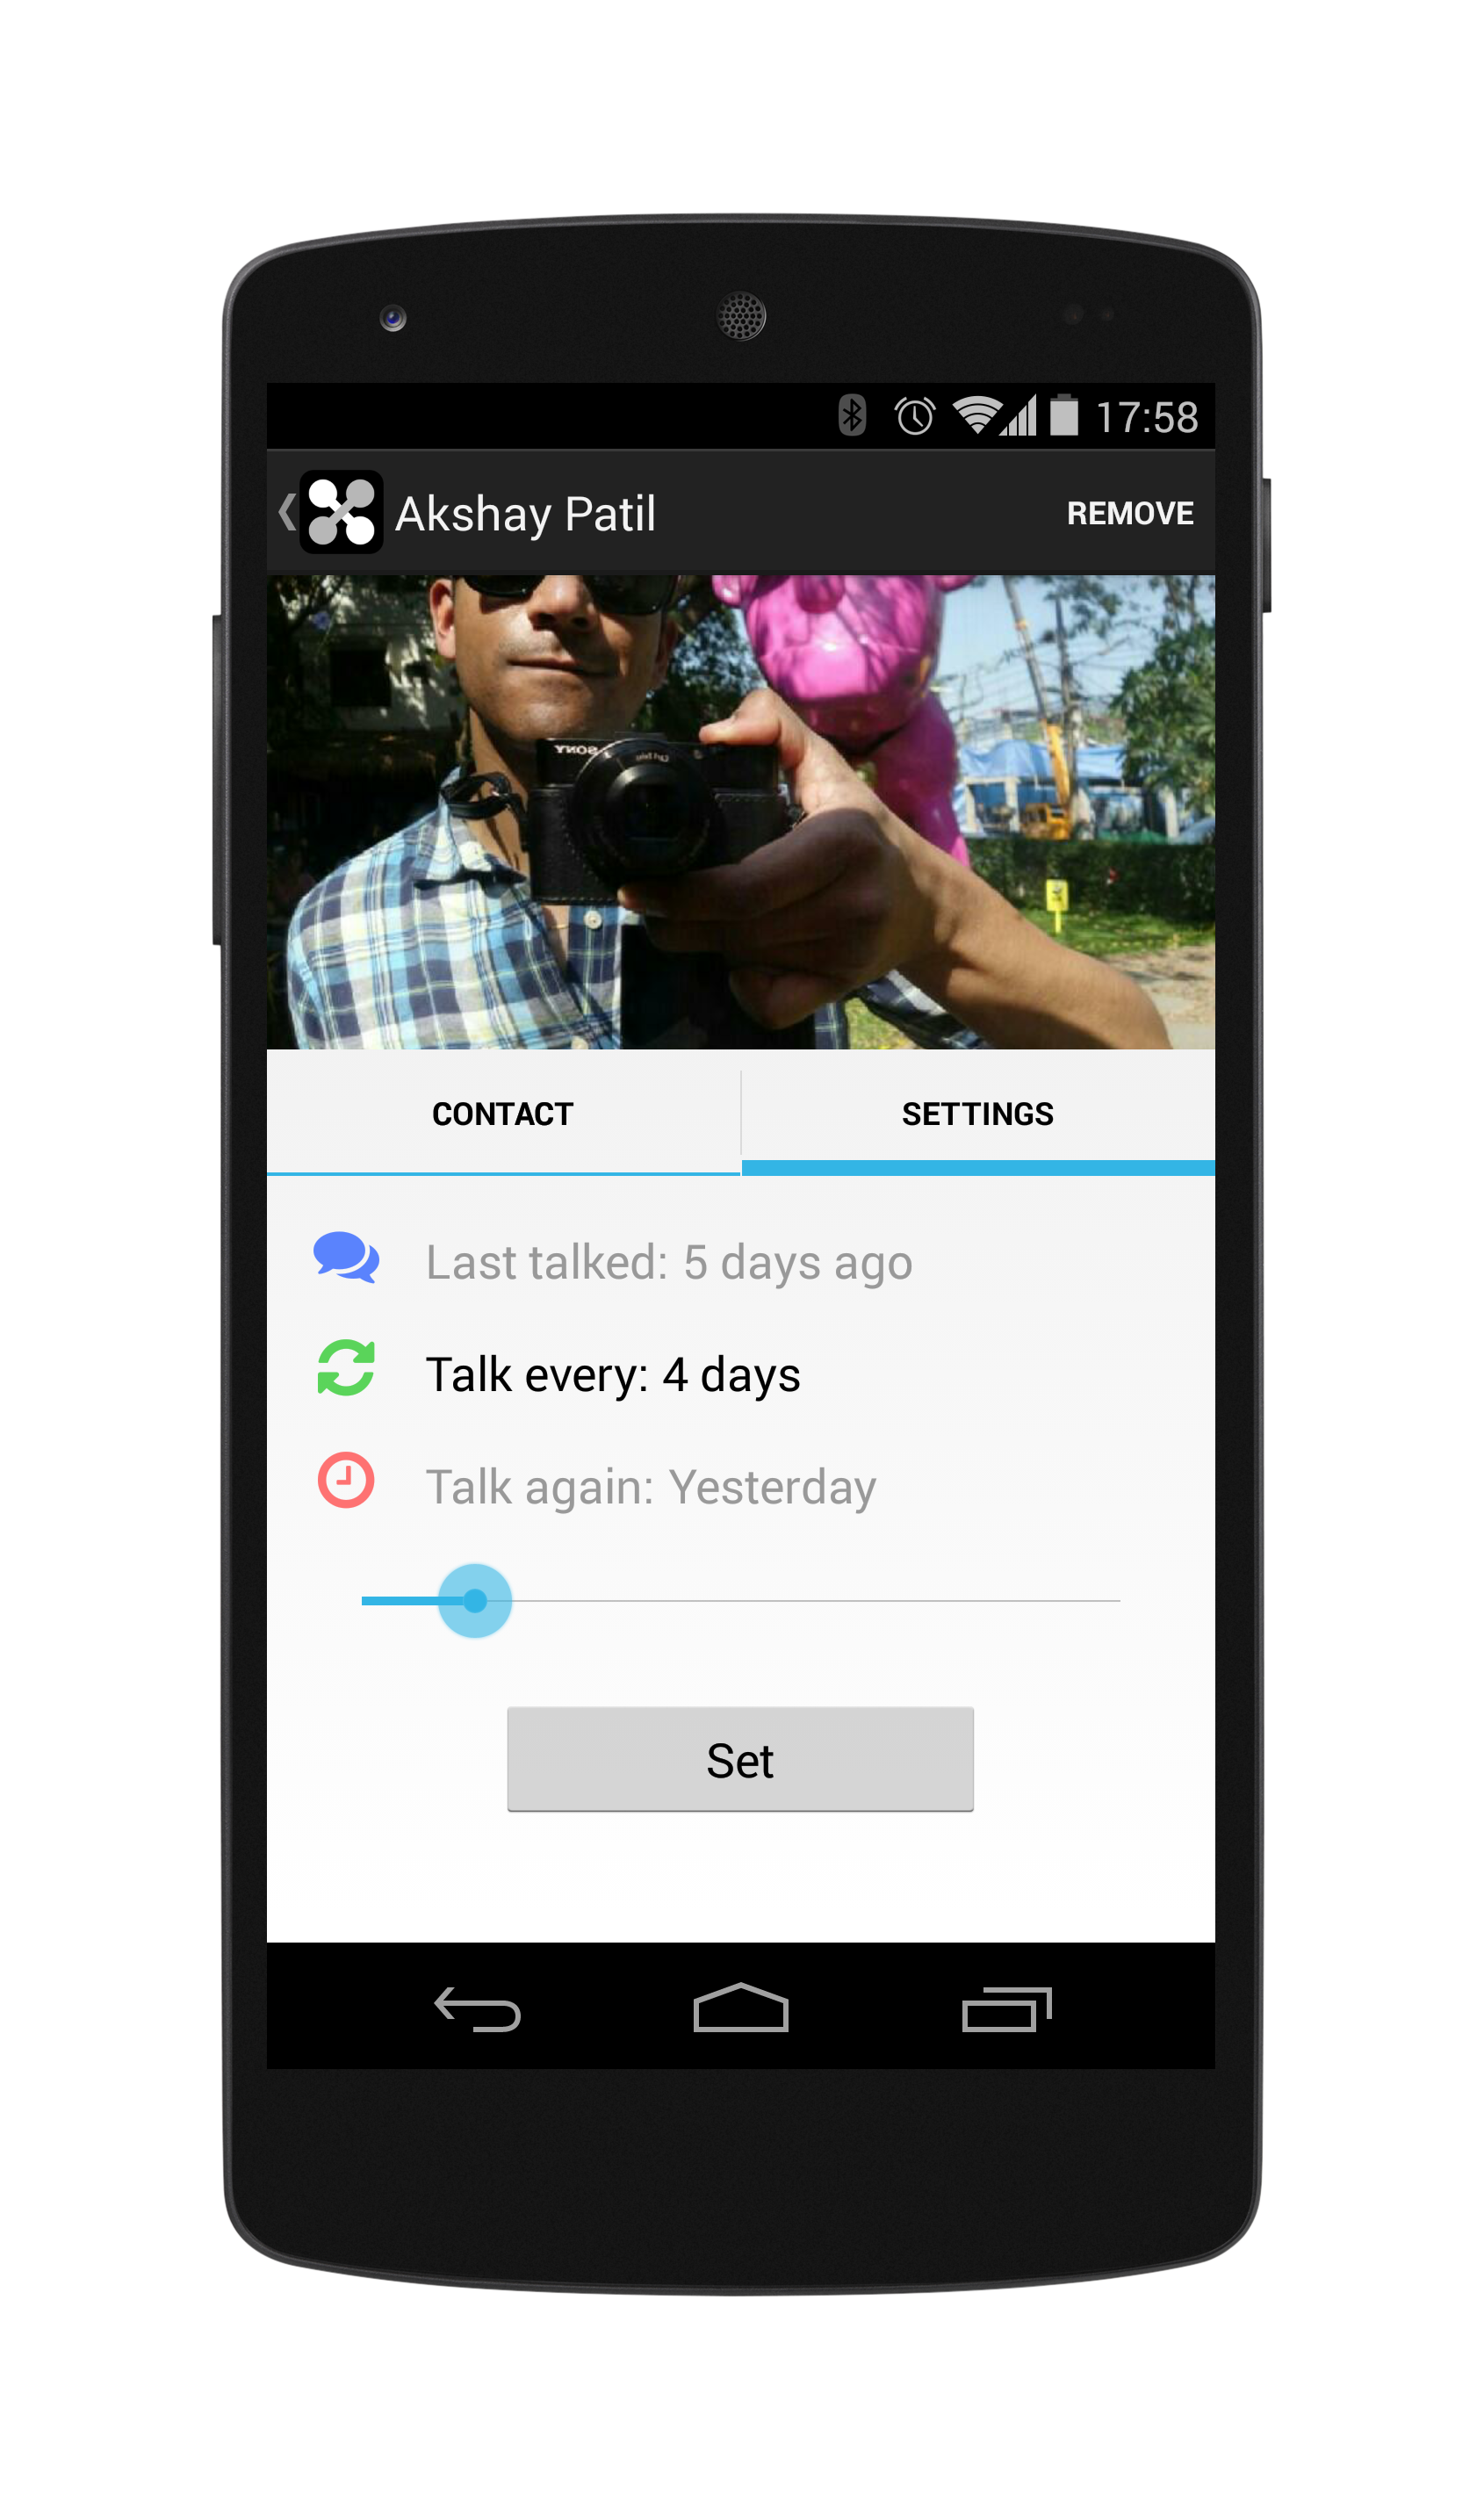 17:58
Akshay Patil REMOVE
SONY
CONTACT SETTINGS
Last talked: 5 days ago
Talk every: 4 days
Talk again: Yesterday
Set